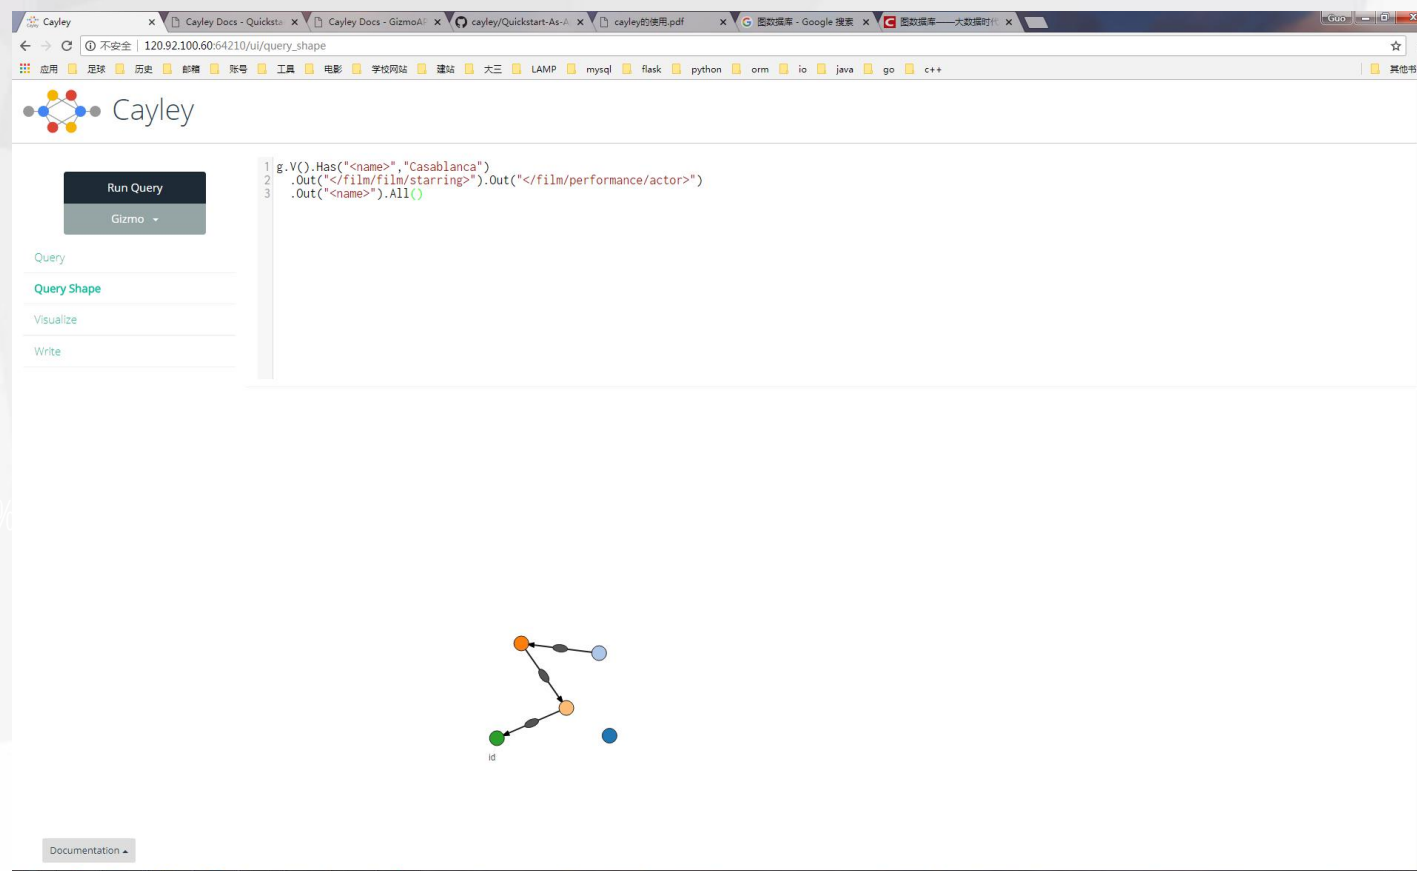 Cayley
Cayley Docs - Quicksta
Cayley Docs - GizmoAP
cayley/Quickstart-As-A
cayley的使用.pdf
图数据库 - Google 搜索
图数据库——大数据时代
Guo
不安全 | 120.92.100.60:64210/ui/query_shape
应用 足球 历史 邮箱 账号 工具 电影 学校网站 建站 大三 LAMP mysql flask python orm io java go c++ 其他书
Cayley
Run Query
Gizmo
Query
Query Shape
Visualize
Write
1 g.V().Has("<name>","Casablanca")
2 .Out("</film/film/starring>").Out("</film/performance/actor>")
3 .Out("<name>").All()
id
Documentation